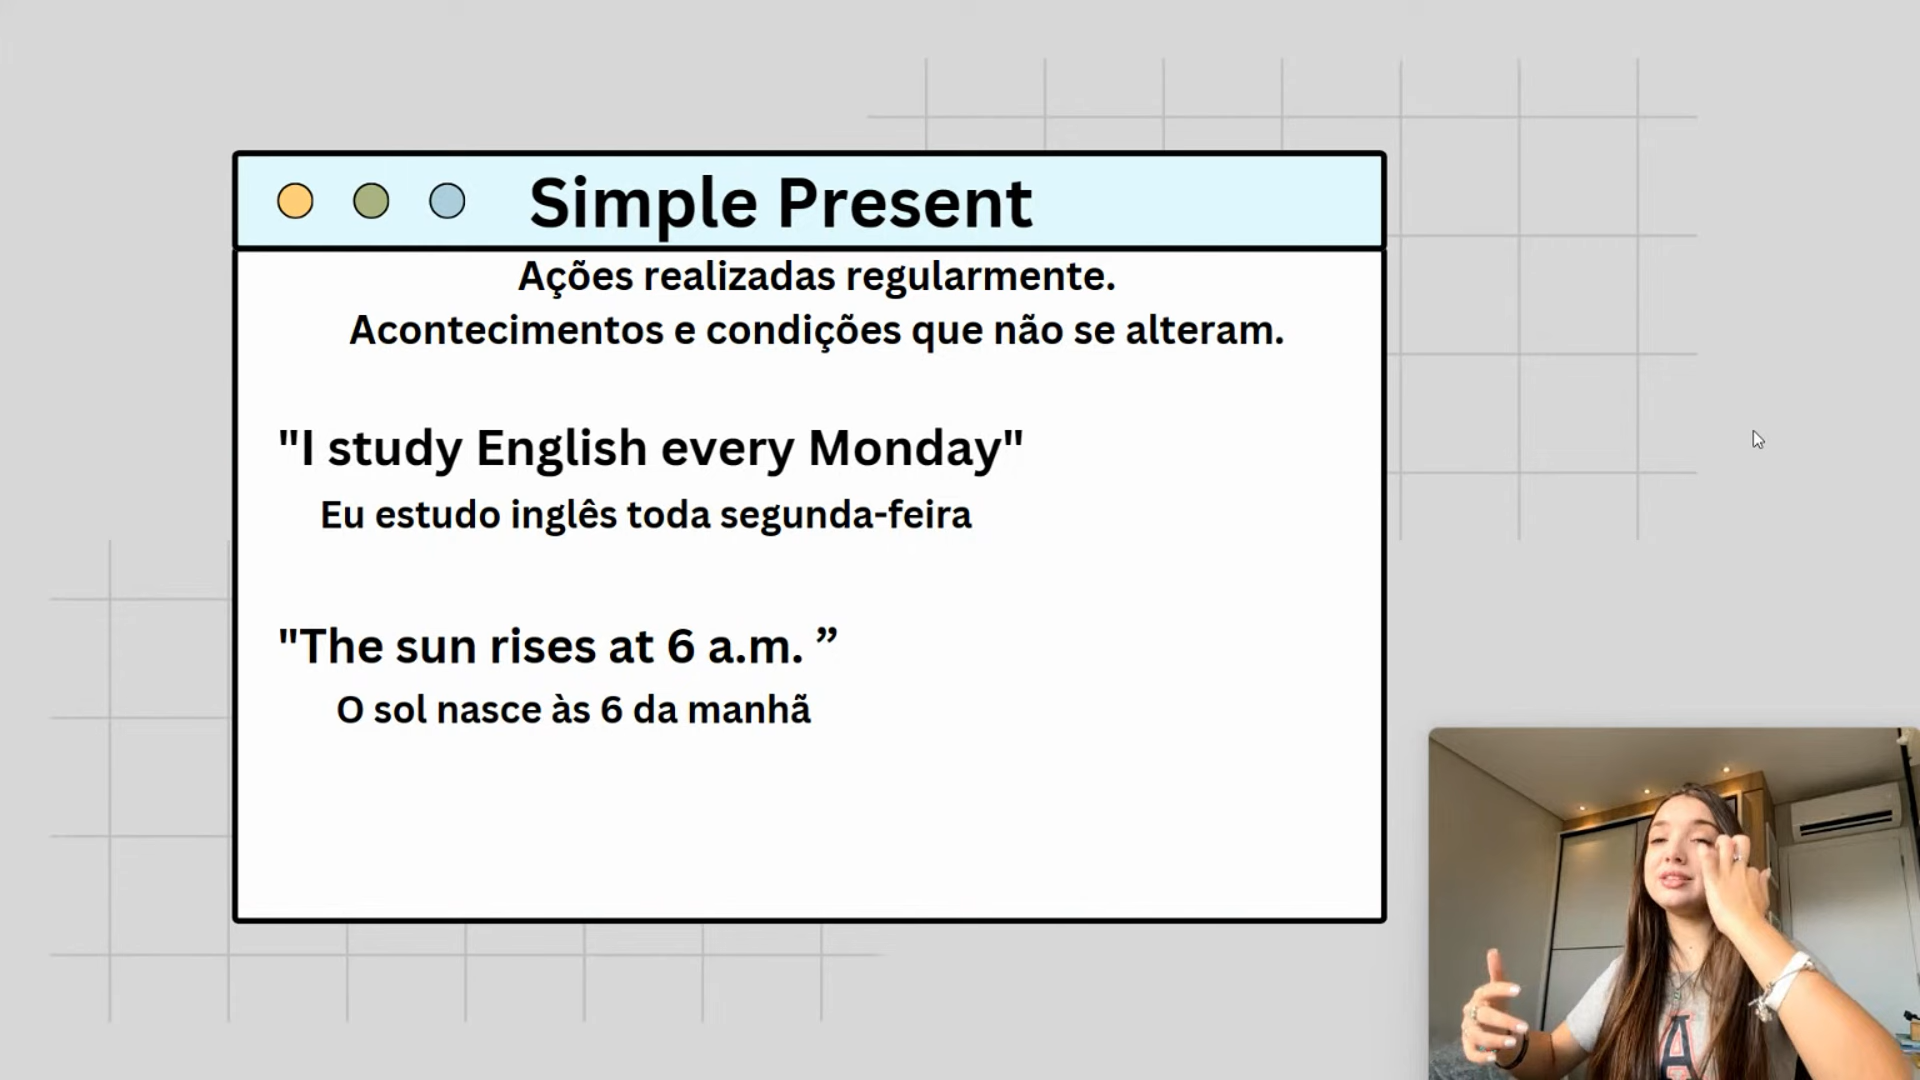 Simple Present
Ações realizadas regularmente.
Acontecimentos e condições que não se alteram.
"I study English every Monday"
Eu estudo inglês toda segunda-feira
"The sun rises at 6 a.m. ”
O sol nasce às 6 da manhã
A